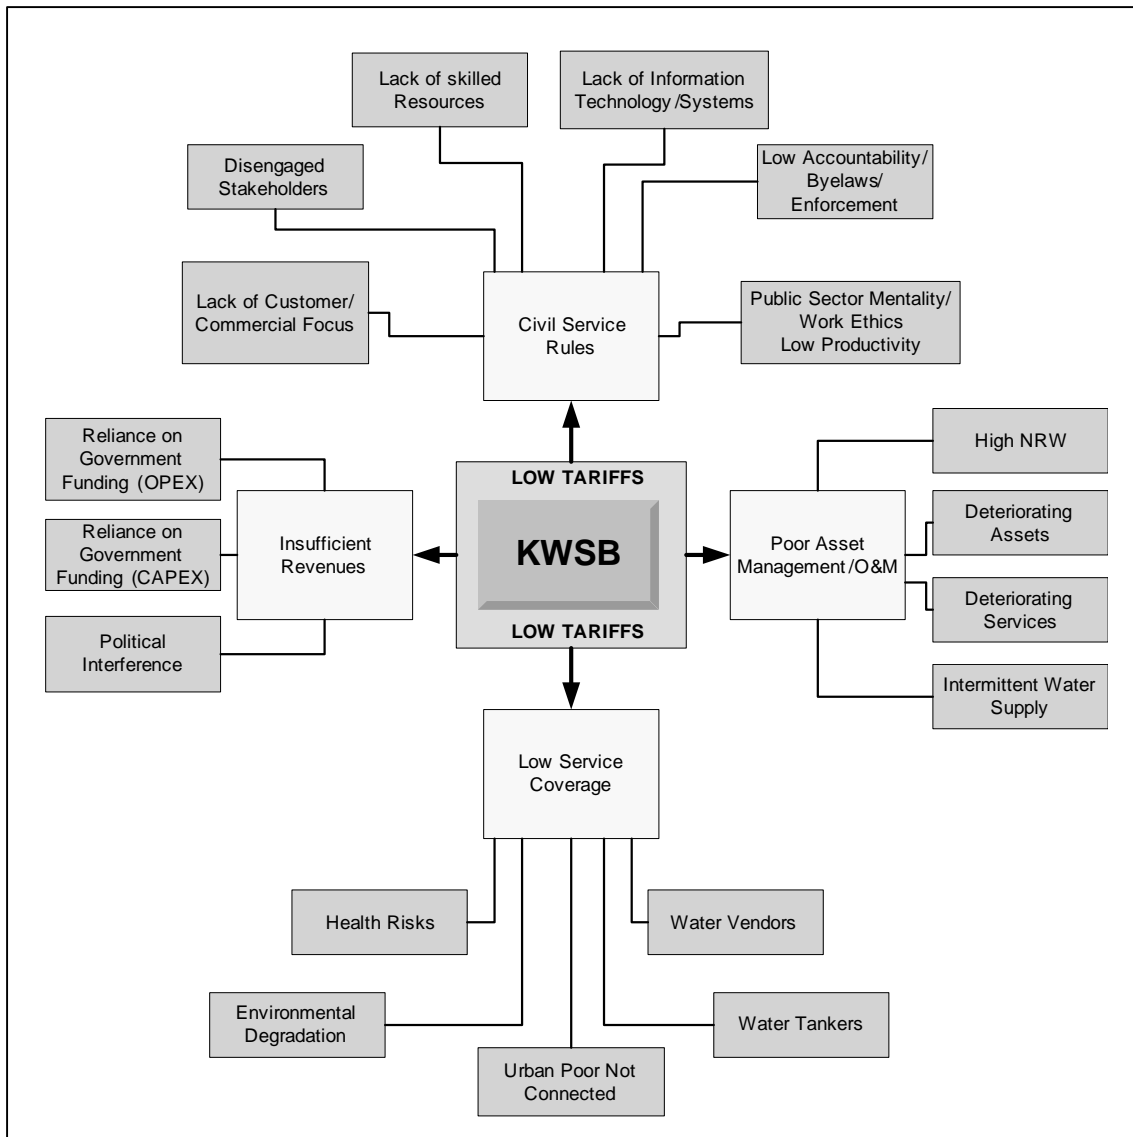 Lack of skilled
Resources
Lack of Information
Technology/Systems
Disengaged
Stakeholders
Low Accountability/
Byelaws/
Enforcement
Lack of Customer/
Commercial Focus
Civil Service
Rules
Public Sector Mentality/
Work Ethics
Low Productivity
Reliance on
Government
Funding (OPEX)
Reliance on
Government
Funding (CAPEX)
Political
Interference
Insufficient
Revenues
LOW TARIFFS
KWSB
LOW TARIFFS
Poor Asset
Management/O&M
High NRW
Deteriorating
Assets
Deteriorating
Services
Intermittent Water
Supply
Low Service
Coverage
Health Risks
Water Vendors
Environmental
Degradation
Water Tankers
Urban Poor Not
Connected